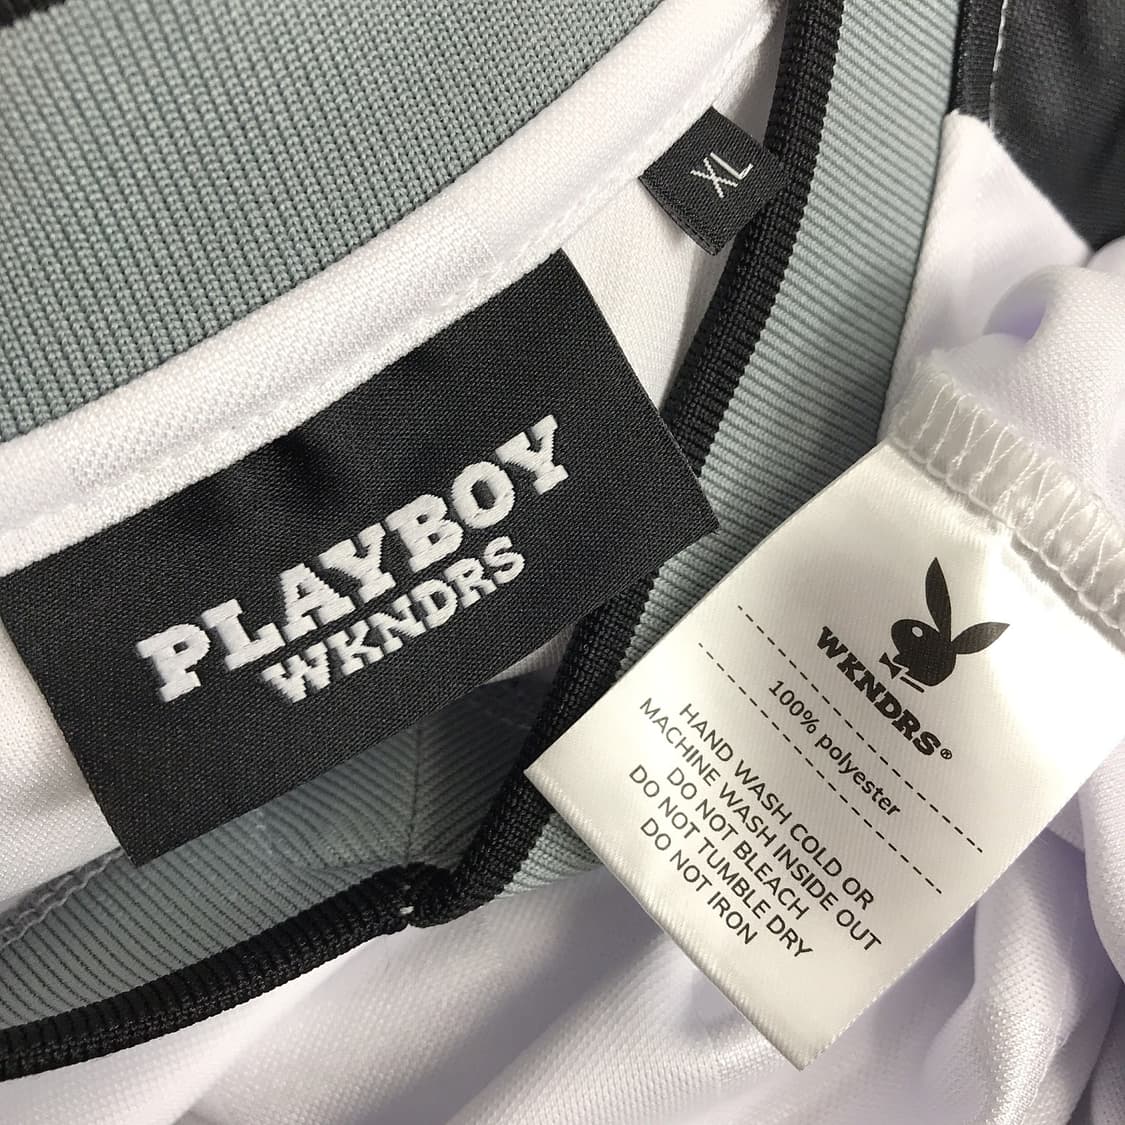 XL
PLAYBOY
WKNDRS
WKNDRS®
100% polyester
HAND WASH COLD OR
MACHINE WASH INSIDE OUT
DO NOT BLEACH
DO NOT TUMBLE DRY
DO NOT IRON